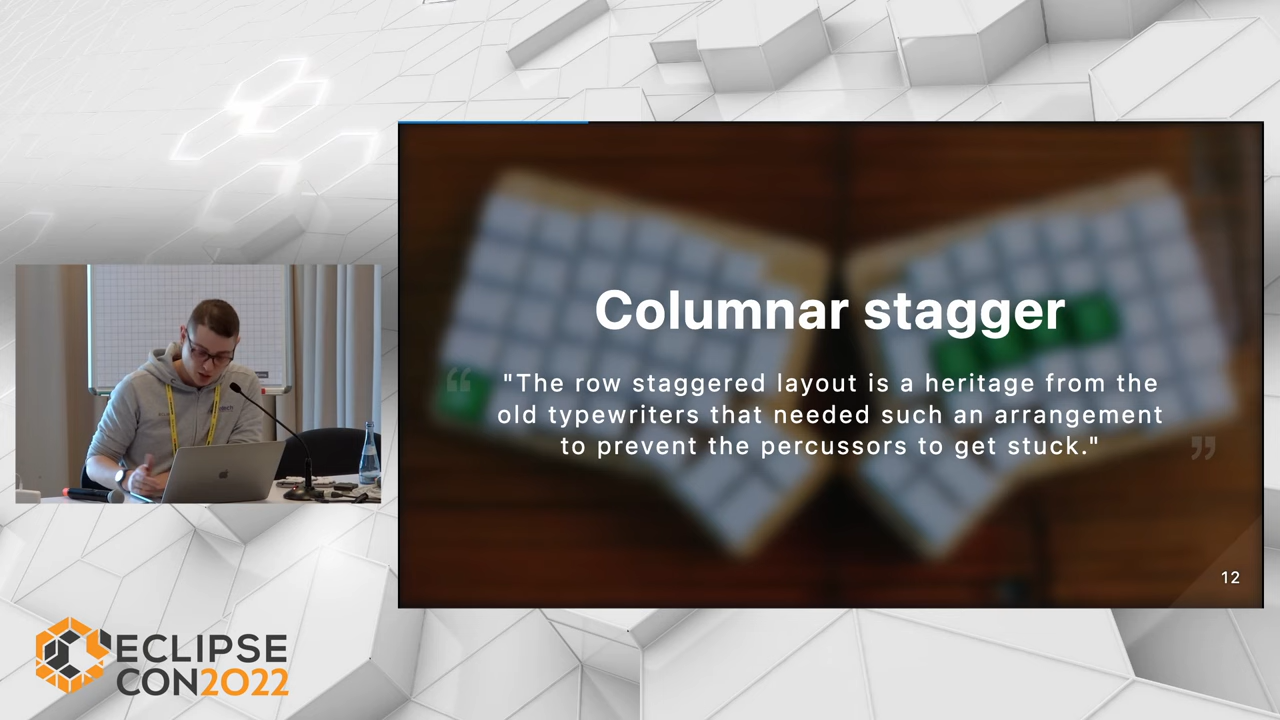 Columnar stagger
“
"The row staggered layout is a heritage from the
old typewriters that needed such an arrangement
to prevent the percussors to get stuck."
”
12
ECLIPSE
CON2022